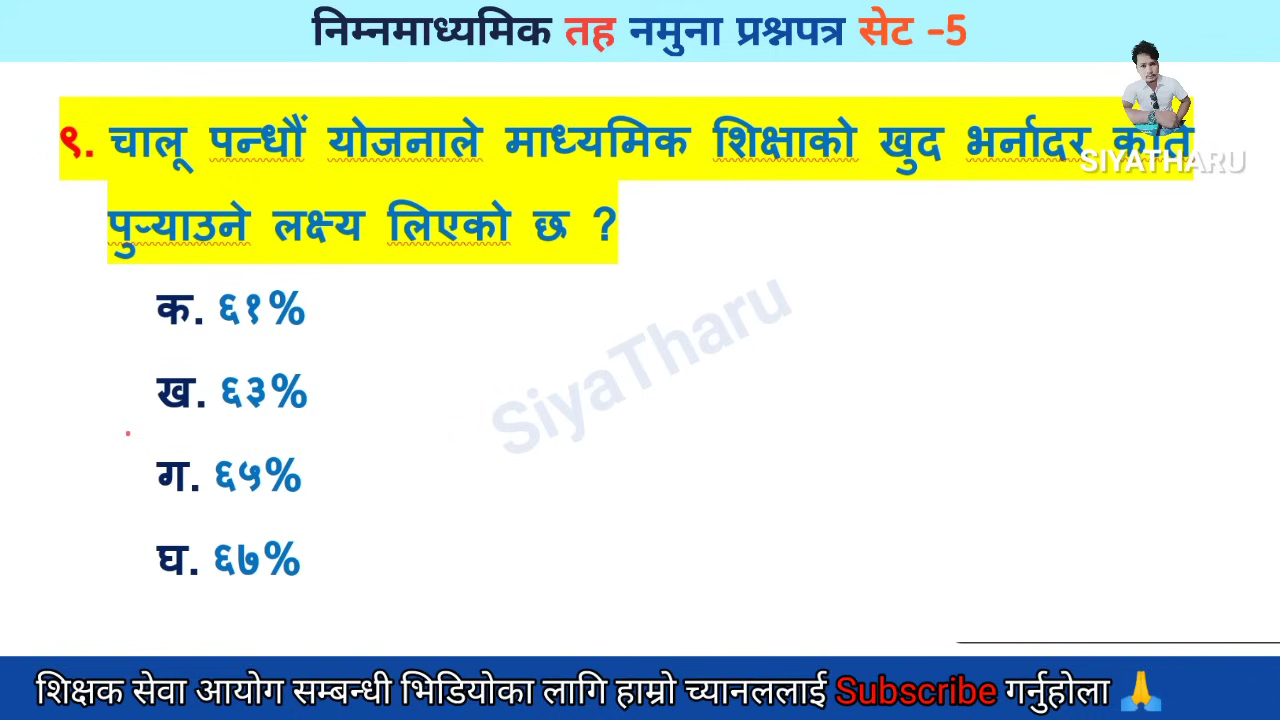 निम्नमाध्यमिक तह नमुना प्रश्नपत्र सेट -5
९. चालू पन्धौं योजनाले माध्यमिक शिक्षाको खुद भर्नादर कति
SIYATHARU
पुऱ्याउने लक्ष्य लिएको छ ?
क. ६१%
ख. ६३%
ग. ६५%
घ. ६७%
SiyaTharu
शिक्षक सेवा आयोग सम्बन्धी भिडियोका लागि हाम्रो च्यानललाई Subscribe गर्नुहोला 🙏